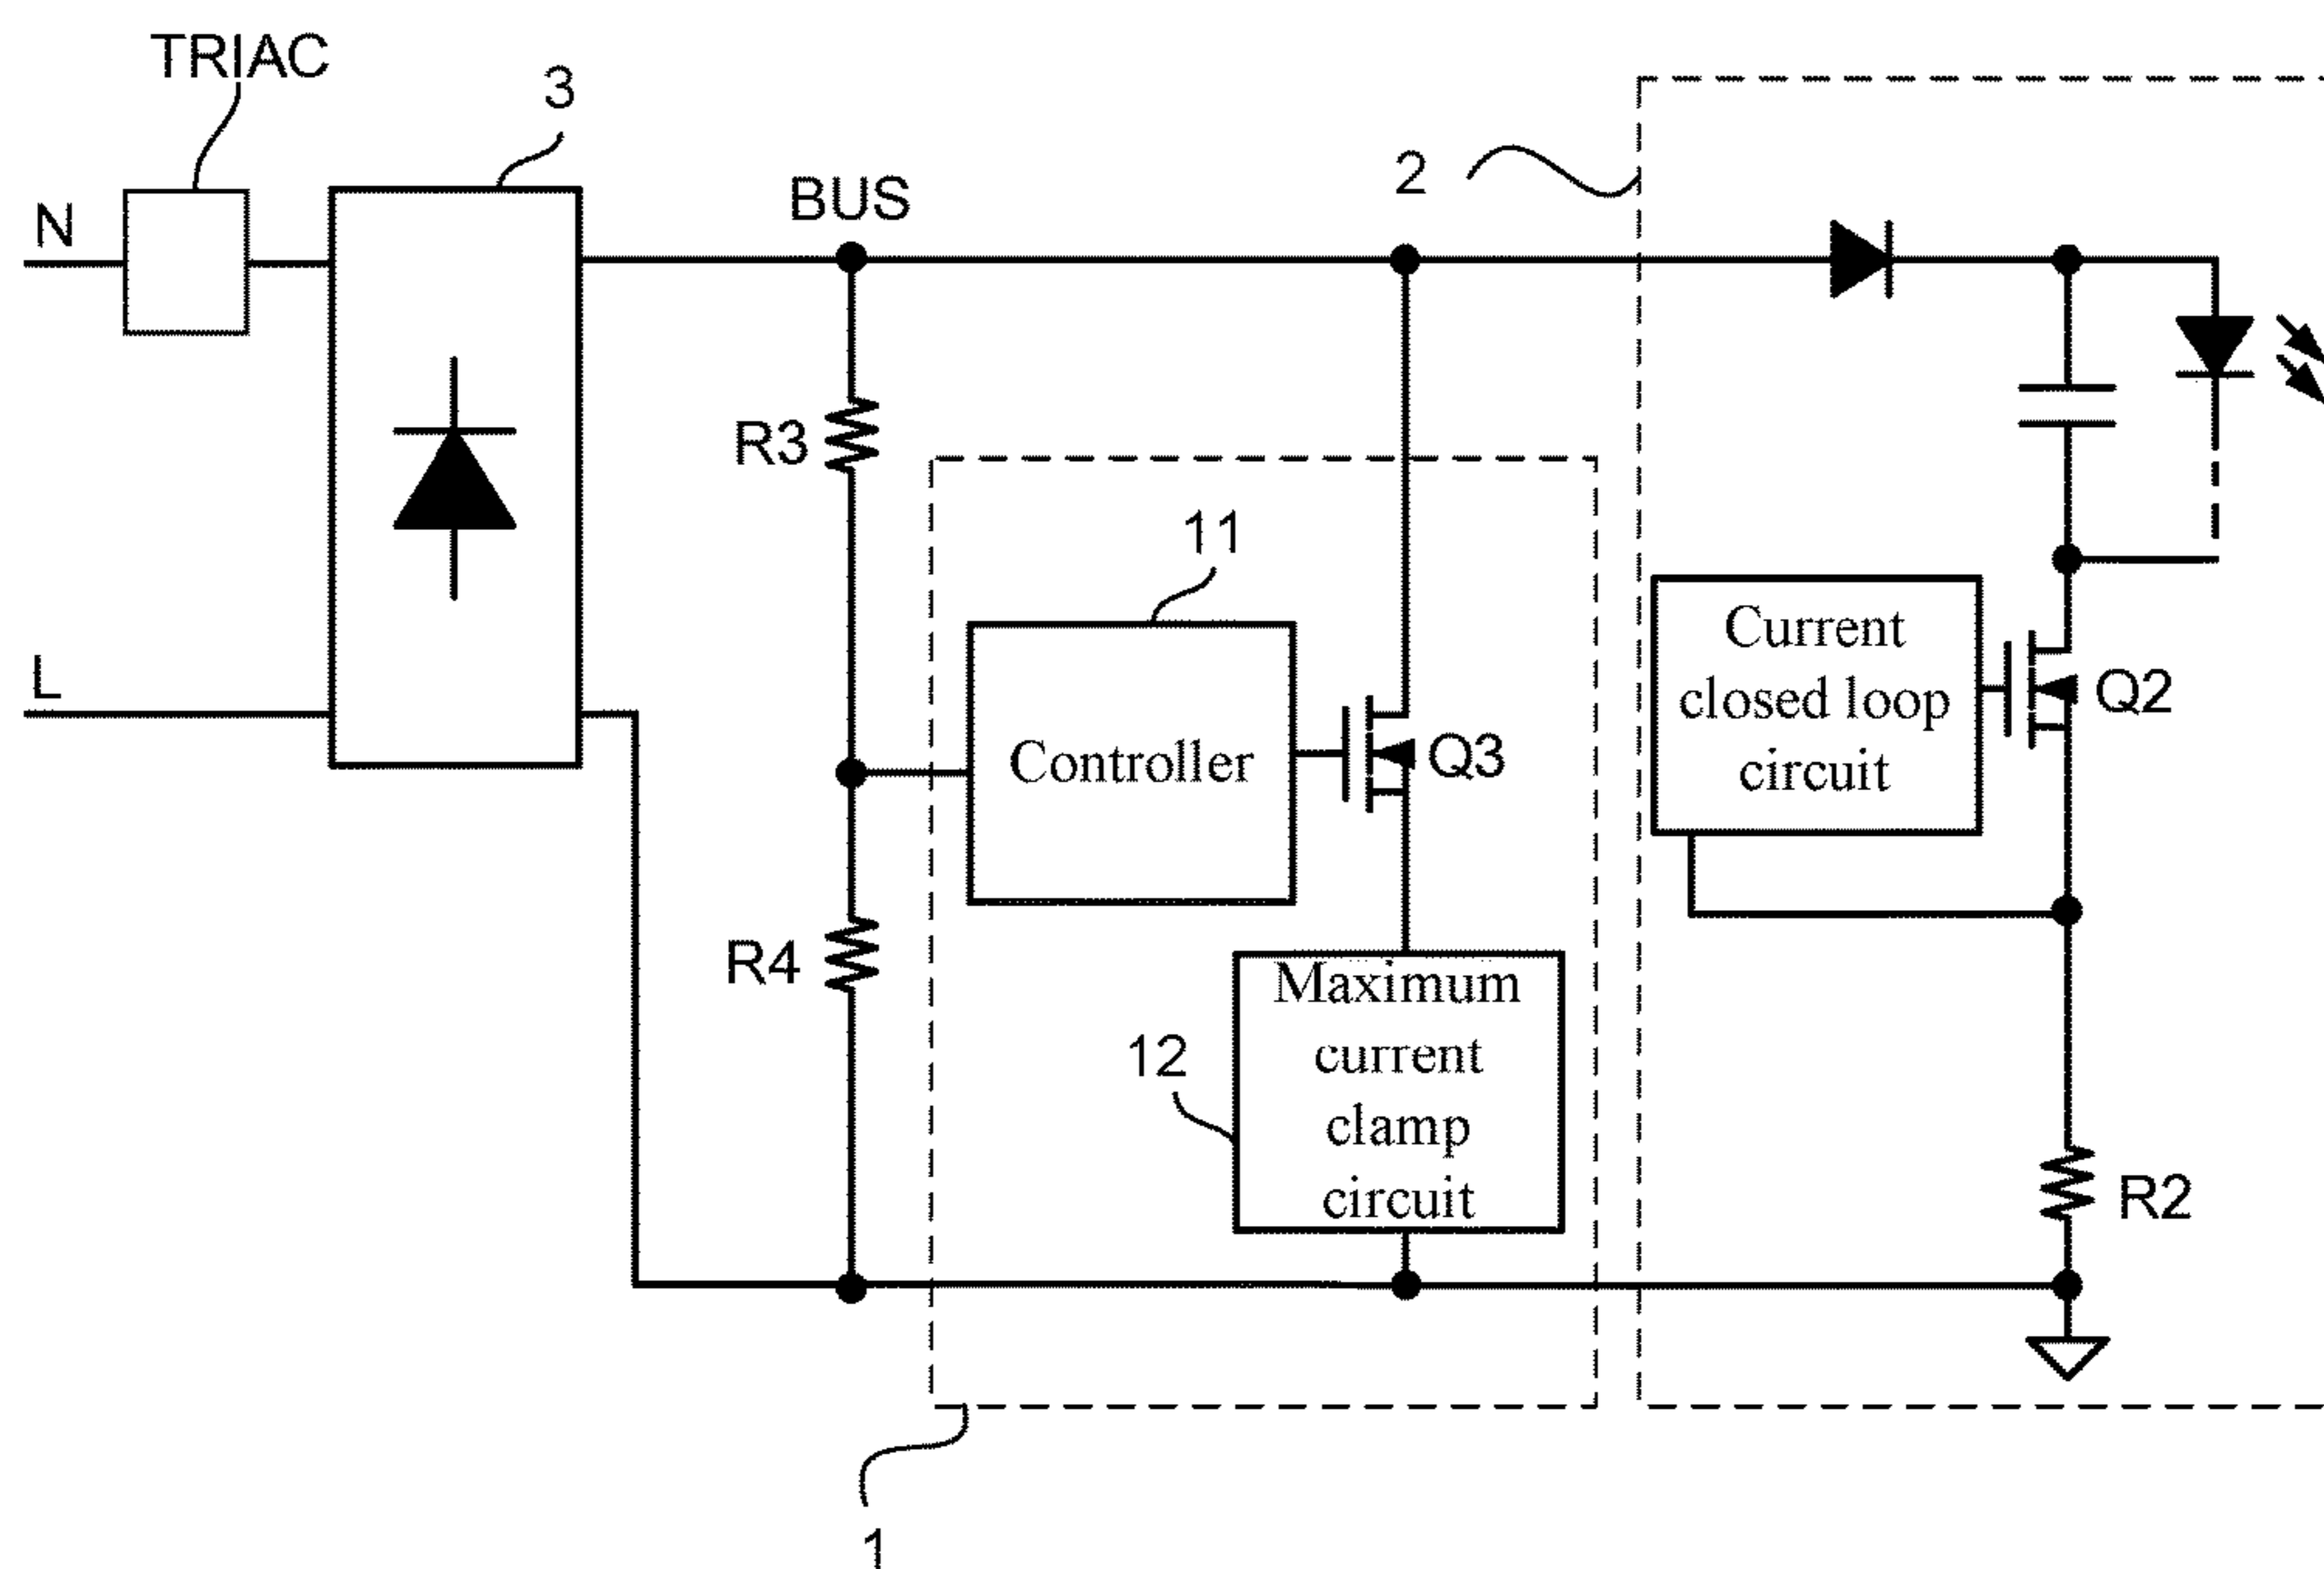 TRIAC
3
N
BUS
2
R3
11
L
Current
closed loop
circuit
Q2
Controller
Q3
R4
Maximum
current
clamp
circuit
12
R2
1